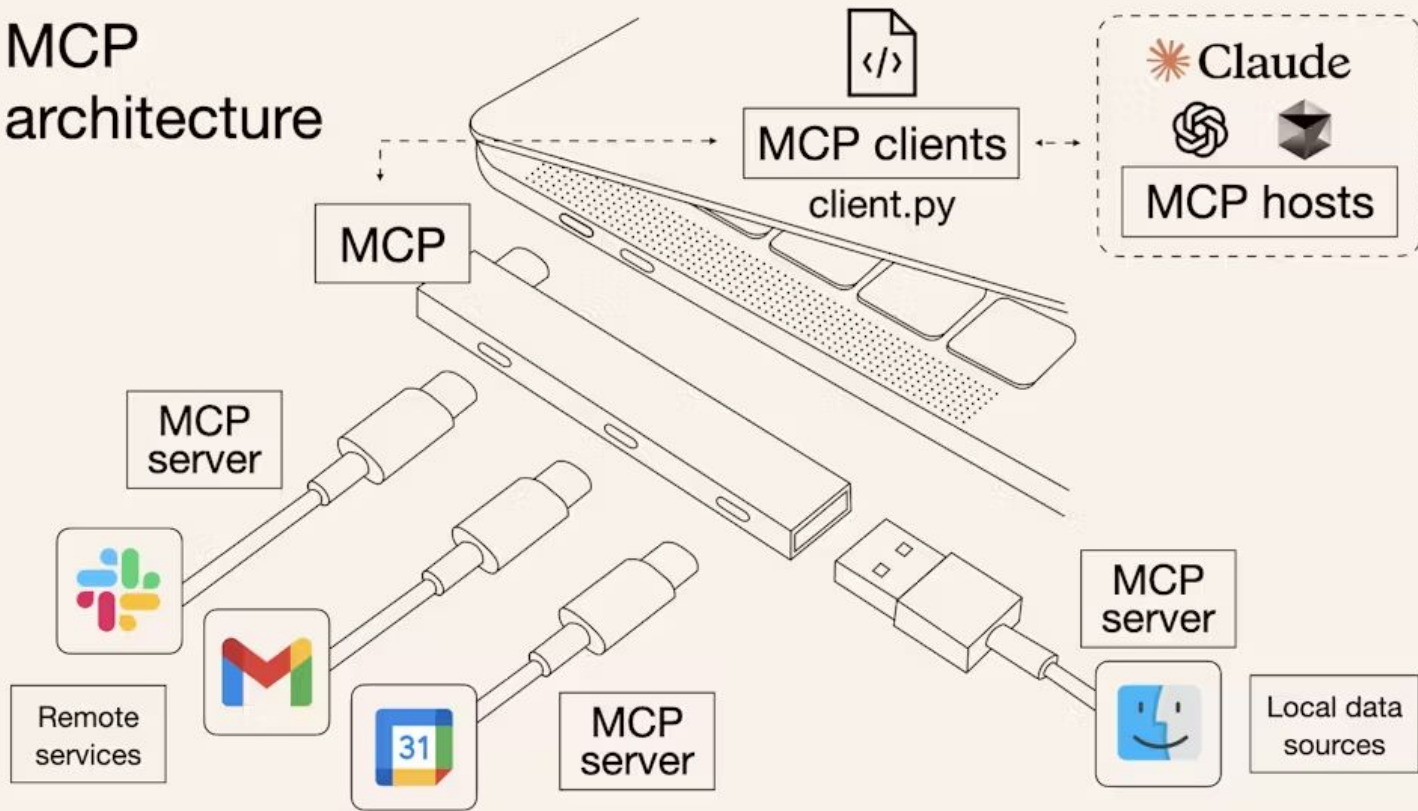 MCP
architecture
</>
MCP clients
client.py
Claude
MCP hosts
MCP
MCP
server
Remote
services
31
MCP
server
MCP
server
Local data
sources